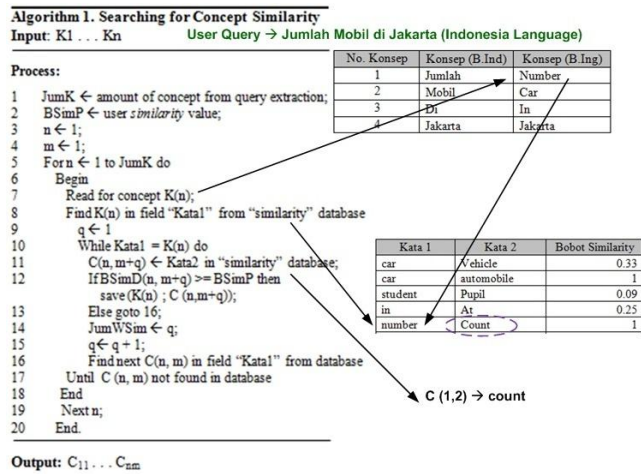 Algorithm 1. Searching for Concept Similarity
Input: K1 . . . Kn
User Query → Jumlah Mobil di Jakarta (Indonesia Language)
Process:
1 JumK ← amount of concept from query extraction;
2 BSimP ← user similarity value;
3 n ← 1;
4 m ← 1;
5 For n ← 1 to JumK do
6 Begin
7 Read for concept K(n);
8 Find K(n) in field “Kata1” from “similarity” database
9 q ← 1
10 While Kata1 = K(n) do
11 C(n, m+q) ← Kata2 in “similarity” database;
12 If BSimD(n, m+q) >= BSimP then
save (K(n) ; C (n,m+q));
13 Else goto 16;
14 JumWSim ← q;
15 q ← q + 1;
16 Find next C(n, m) in field “Kata1” from database
17 Until C (n, m) not found in database
18 End
19 Next n;
20 End.
Output: C11 . . . Cnm
No. Konsep Konsep (B.Ind) Konsep (B.Ing)
1 Jumlah Number
2 Mobil Car
3 Di In
4 Jakarta Jakarta
Kata 1 Kata 2 Bobot Similarity
car Vehicle 0.33
car automobile 1
student Pupil 0.09
in At 0.25
number Count 1
C (1,2) → count